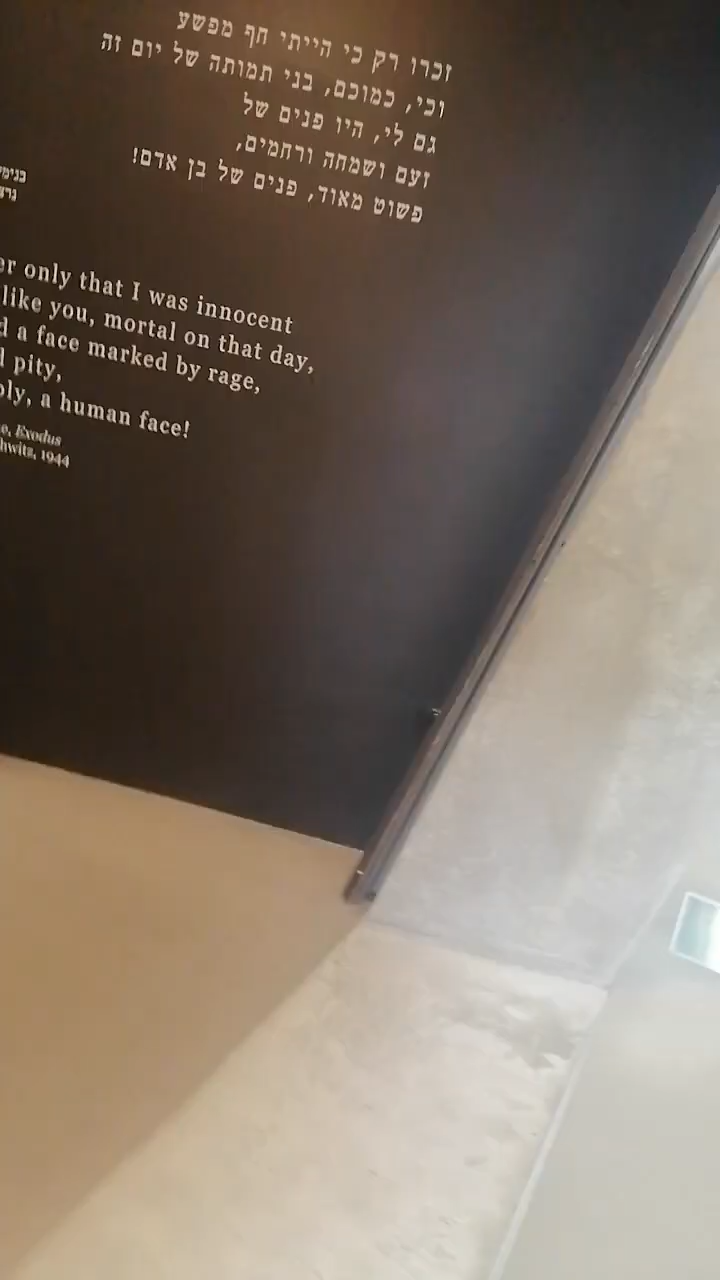 זכרו רק כי הייתי חף מפשע
וכי, כמוכם, בני תמותה של יום זה
גם לי, היו פנים של
זעם ושמחה ורחמים,
פשוט מאוד, פנים של בן אדם!
er only that I was innocent
like you, mortal on that day,
d a face marked by rage,
d pity,
ply, a human face!
e, Exodus
hwitz, 1944